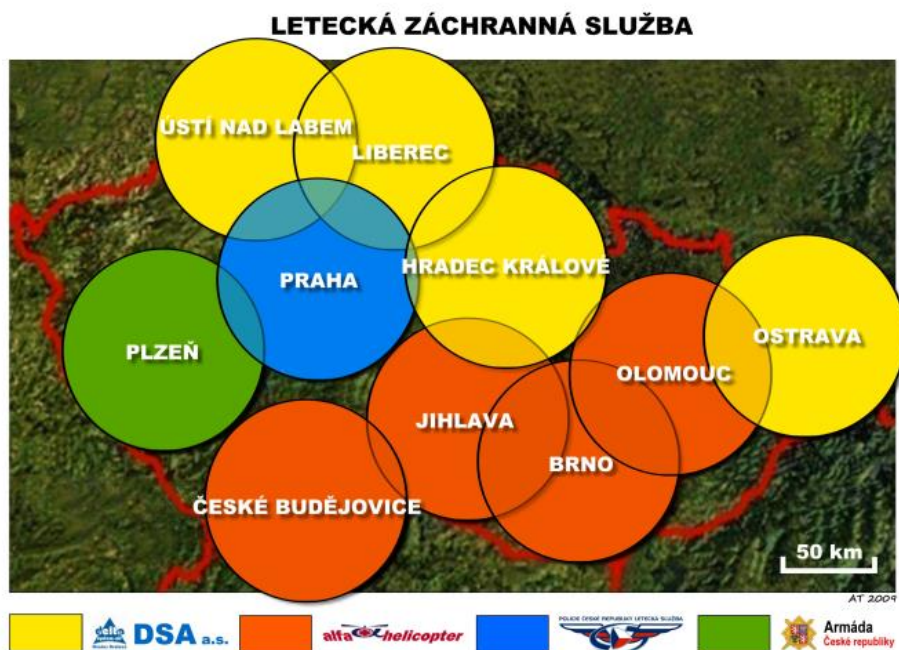 LETECKÁ ZÁCHRANNÁ SLUŽBA
ÚSTÍ NAD LABEM
LIBEREC
PRAHA
HRADEC KRÁLOVÉ
PLZEŇ
OLOMOUC
OSTRAVA
JIHLAVA
BRNO
ČESKÉ BUDĚJOVICE
50 km
AT 2009
DSA a.s.
alfa helicopter
POLICIE ČESKÉ REPUBLIKY LETECKÁ SLUŽBA
Armáda
České republiky